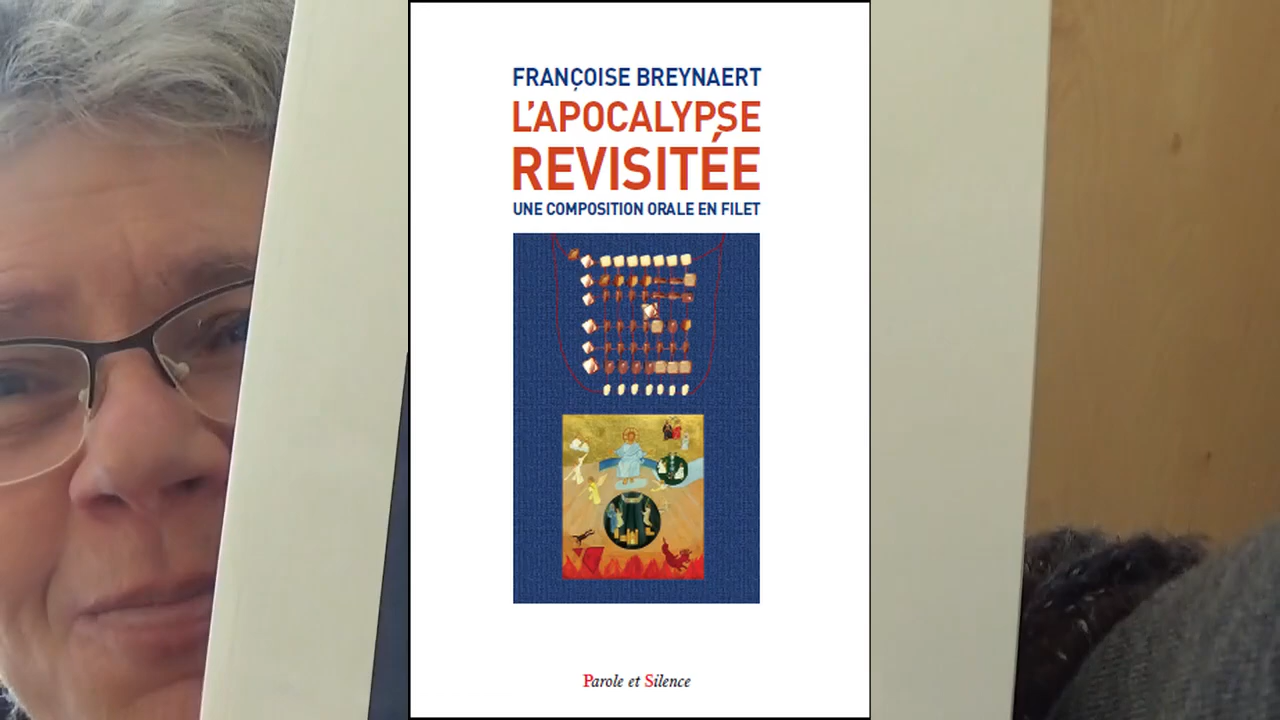 FRANÇOISE BREYNAERT
L'APOCALYPSE
REVISITÉE
UNE COMPOSITION ORALE EN FILET
Parole et Silence